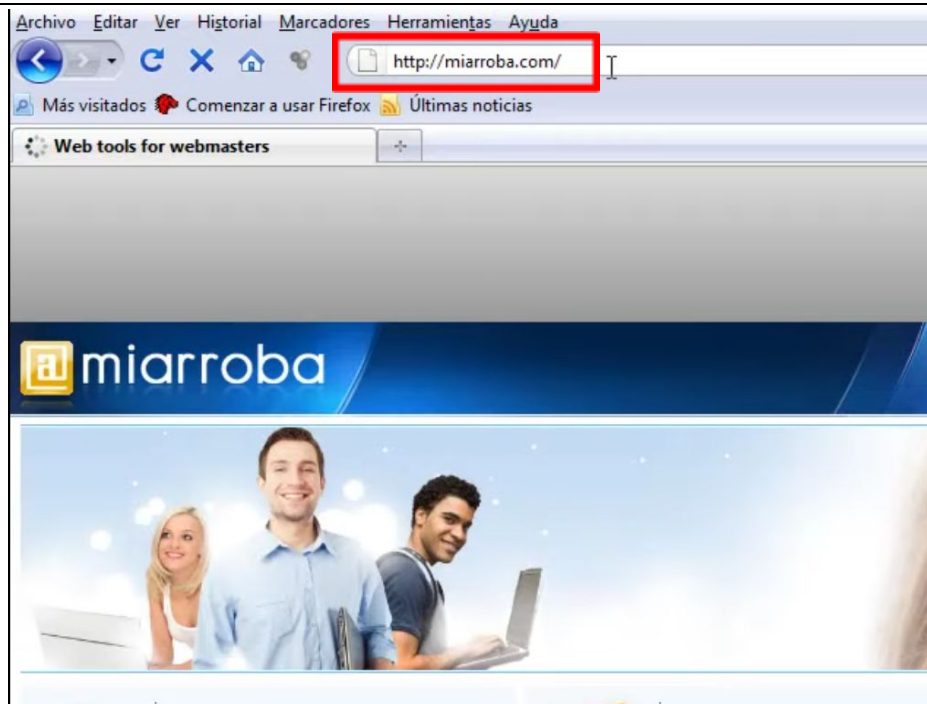 Archivo Editar Ver Historial Marcadores Herramientas Ayuda
http://miarroba.com/
Más visitados Comenzar a usar Firefox Últimas noticias
Web tools for webmasters
@ miarroba